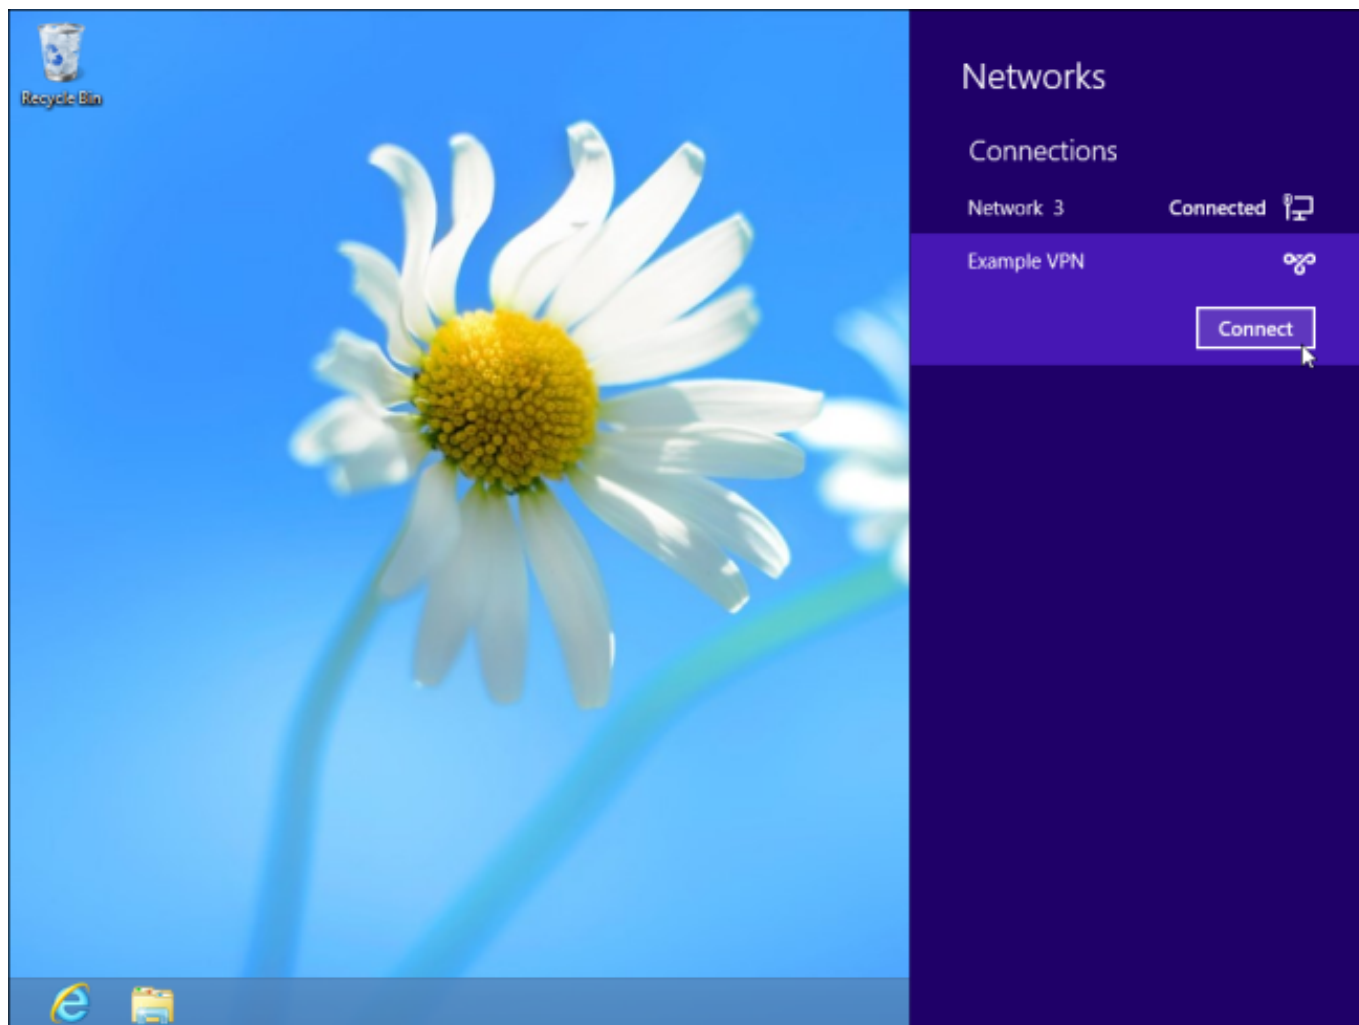 Recycle Bin
Networks
Connections
Network 3 Connected
Example VPN
Connect